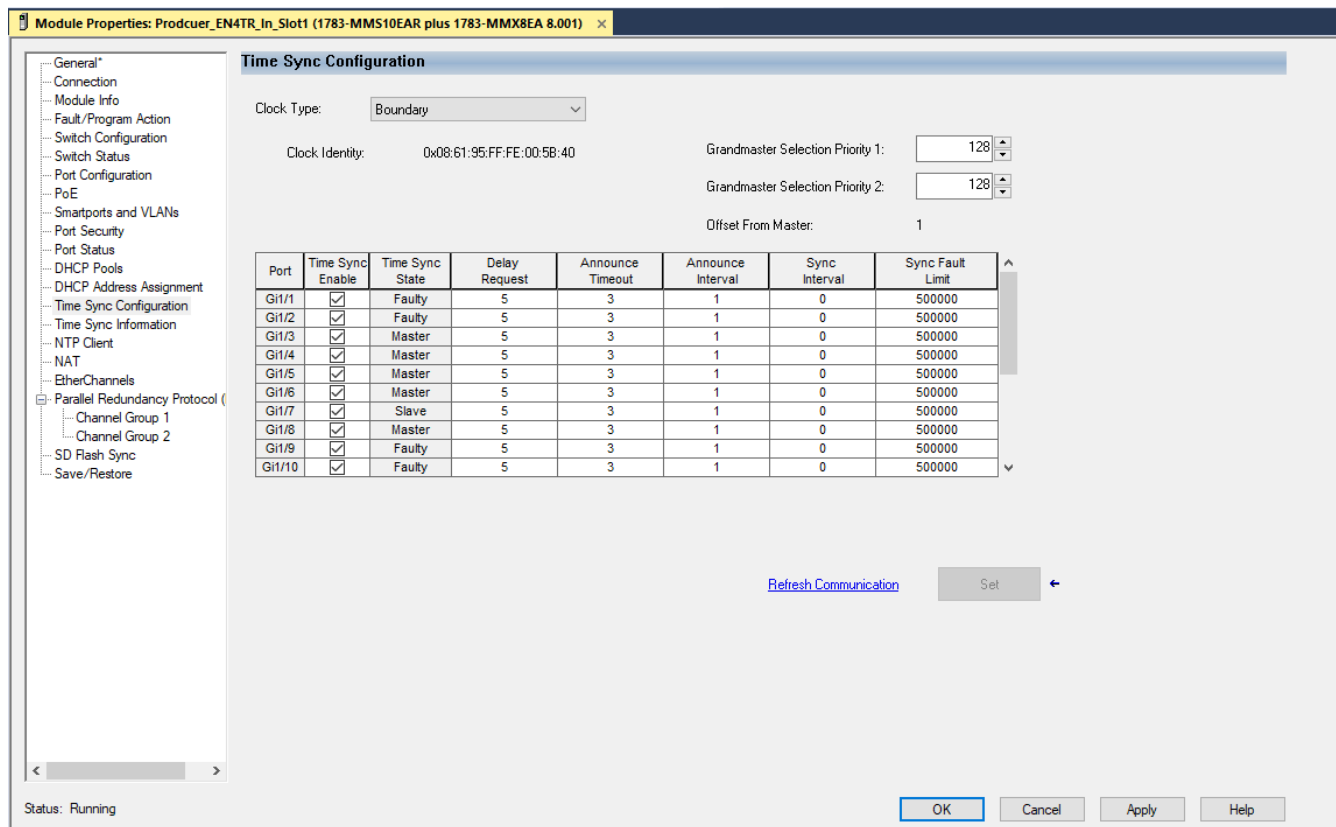 Module Properties: Prodcuer_EN4TR_In_Slot1 (1783-MMS10EAR plus 1783-MMX8EA 8.001) ×
General*
Connection
Module Info
Fault/Program Action
Switch Configuration
Switch Status
Port Configuration
PoE
Smartports and VLANs
Port Security
Port Status
DHCP Pools
DHCP Address Assignment
Time Sync Configuration
Time Sync Information
NTP Client
NAT
EtherChannels
Parallel Redundancy Protocol (
Channel Group 1
Channel Group 2
SD Flash Sync
Save/Restore
Time Sync Configuration
Clock Type: Boundary
Clock Identity: 0x08:61:95:FF:FE:00:5B:40
Grandmaster Selection Priority 1: 128
Grandmaster Selection Priority 2: 128
Offset From Master: 1
Port Time Sync Enable Time Sync State Delay Request Announce Timeout Announce Interval Sync Interval Sync Fault Limit
Gi1/1 Faulty 5 3 1 0 500000
Gi1/2 Faulty 5 3 1 0 500000
Gi1/3 Master 5 3 1 0 500000
Gi1/4 Master 5 3 1 0 500000
Gi1/5 Master 5 3 1 0 500000
Gi1/6 Master 5 3 1 0 500000
Gi1/7 Slave 5 3 1 0 500000
Gi1/8 Master 5 3 1 0 500000
Gi1/9 Faulty 5 3 1 0 500000
Gi1/10 Faulty 5 3 1 0 500000
Refresh Communication Set
Status: Running
OK Cancel Apply Help